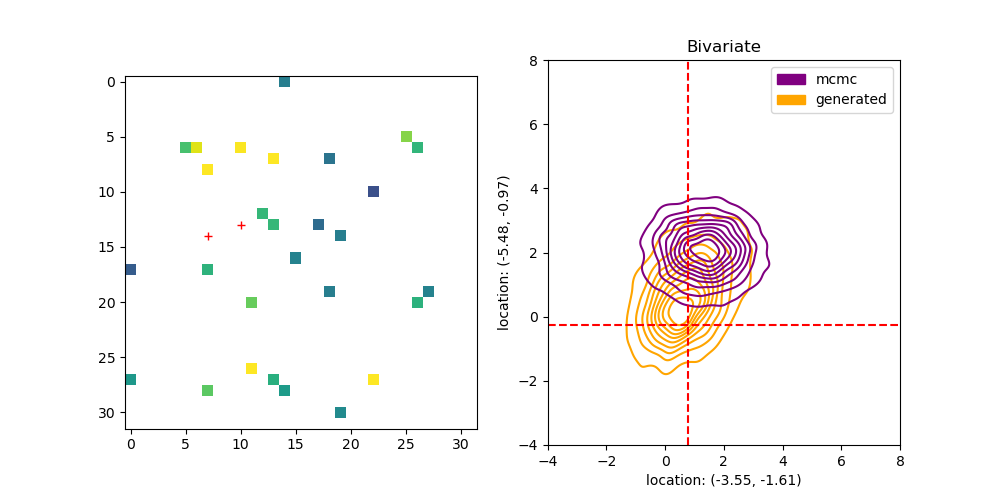 0
5
10
15
20
25
30
0 5 10 15 20 25 30
Bivariate
mcmc
generated
8
6
4
2
0
−2
−4
location: (-5.48, -0.97)
−4 −2 0 2 4 6 8
location: (-3.55, -1.61)